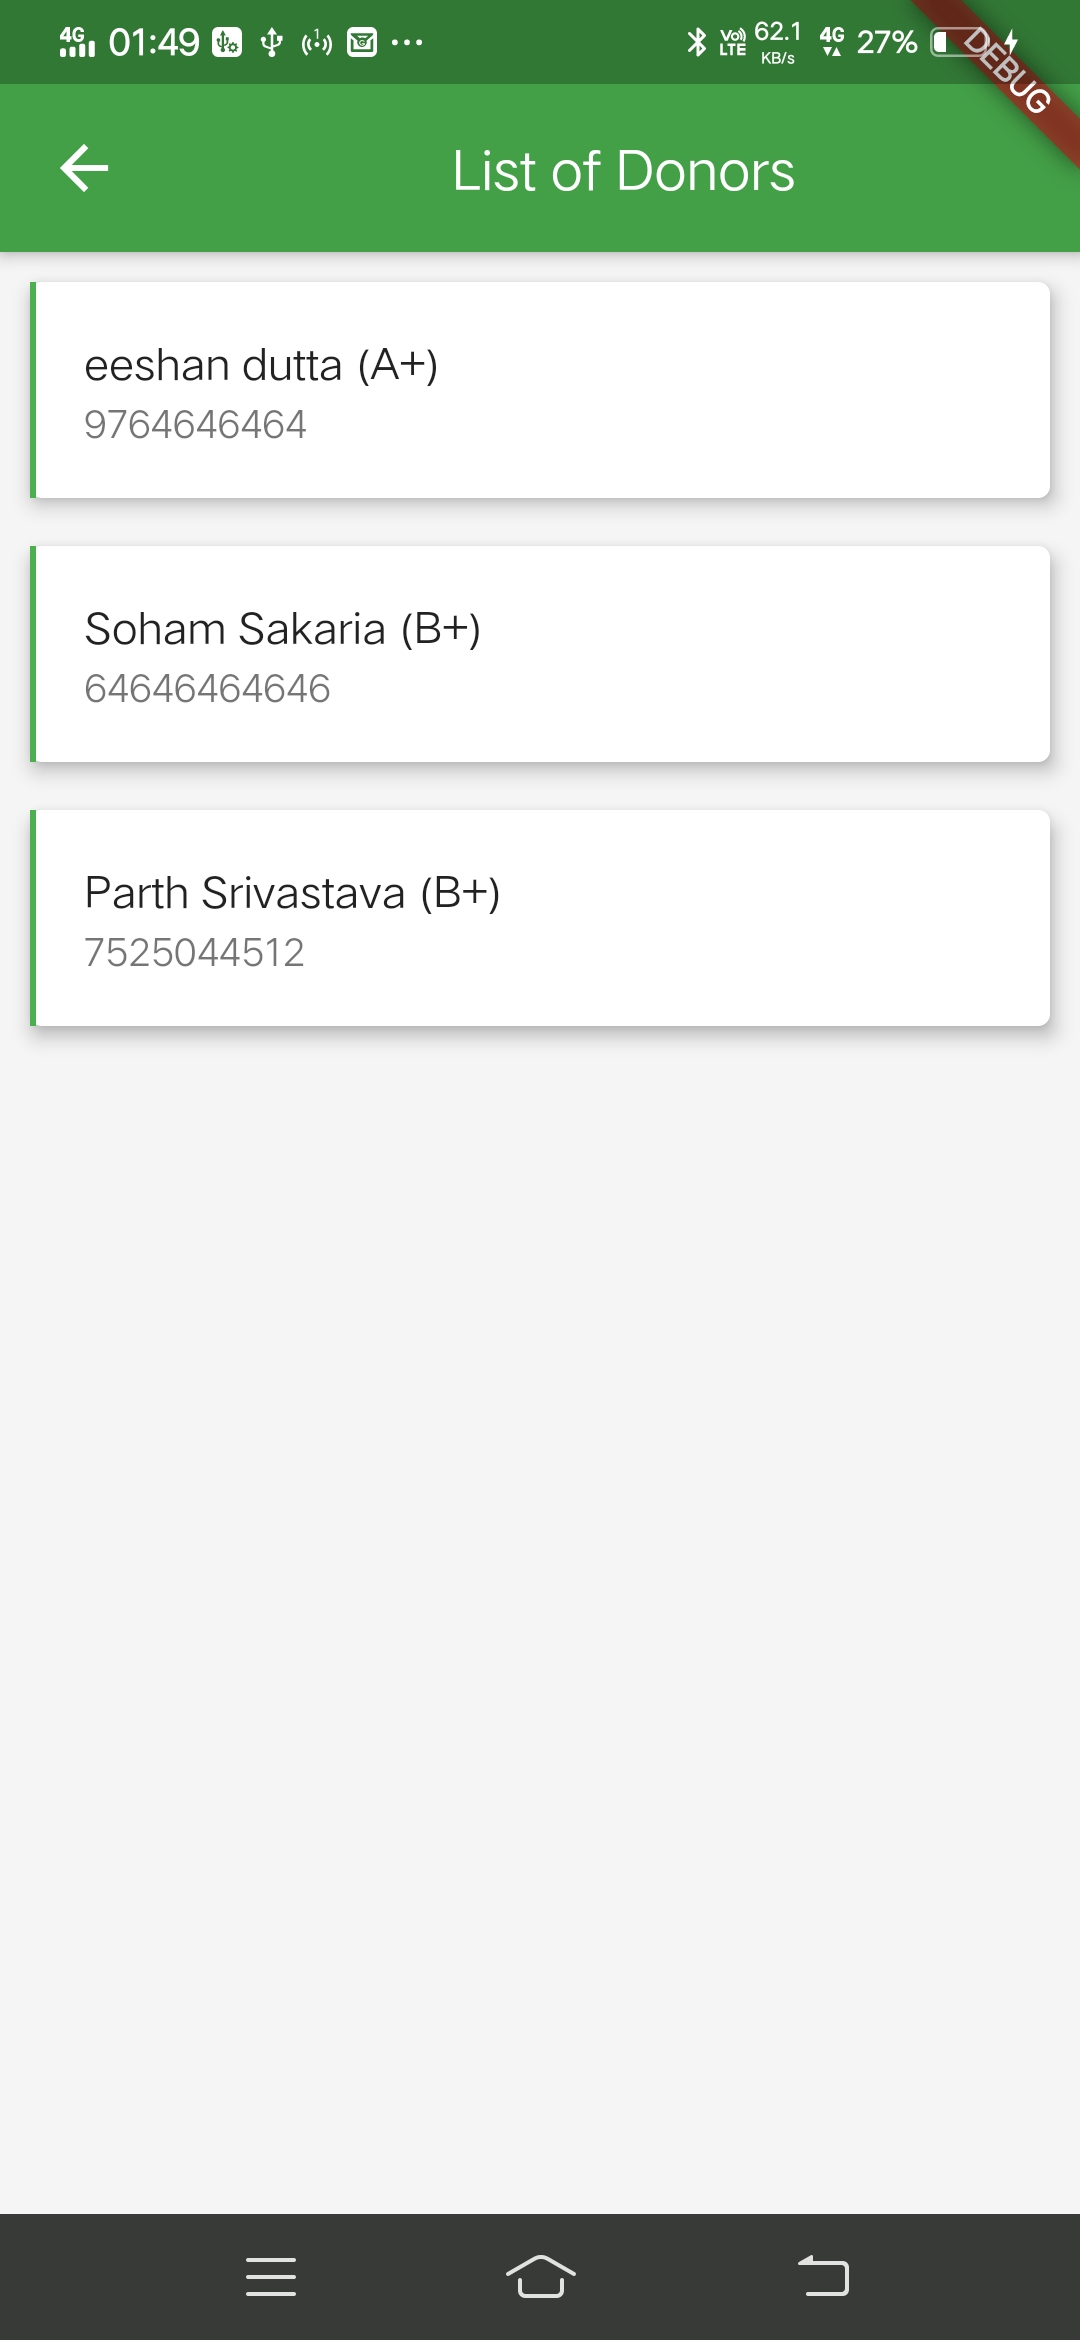 4G 01:49 1 ... Vo) LTE 62.1 KB/s 4G 27%
DEBUG
List of Donors
eeshan dutta (A+)
9764646464
Soham Sakaria (B+)
64646464646
Parth Srivastava (B+)
7525044512